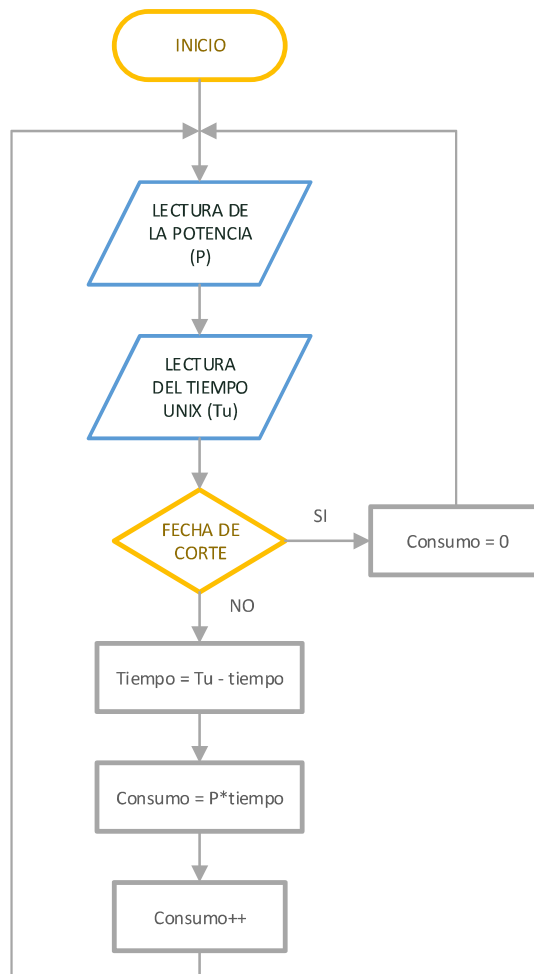 INICIO
LECTURA DE
LA POTENCIA
(P)
LECTURA
DEL TIEMPO
UNIX (Tu)
FECHA DE
CORTE
SI
Consumo = 0
NO
Tiempo = Tu - tiempo
Consumo = P*tiempo
Consumo++